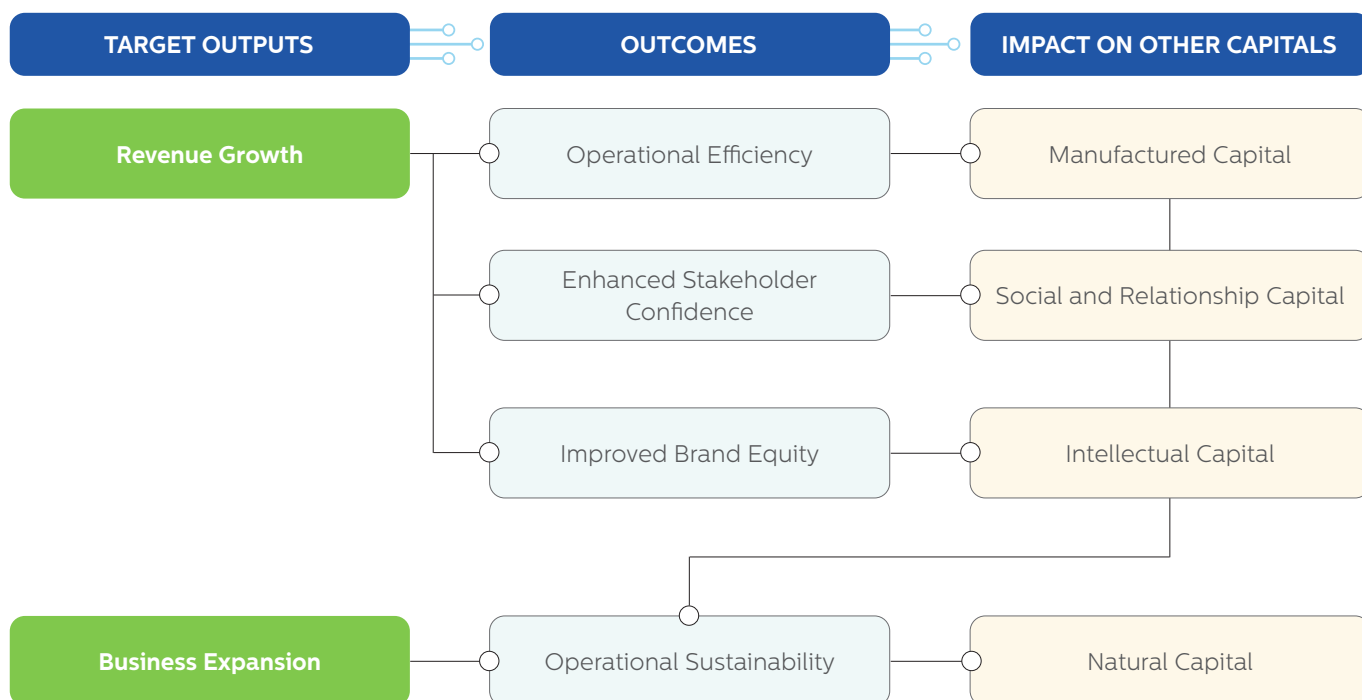 TARGET OUTPUTS
OUTCOMES
IMPACT ON OTHER CAPITALS
Revenue Growth
Operational Efficiency
Manufactured Capital
Enhanced Stakeholder
Confidence
Social and Relationship Capital
Improved Brand Equity
Intellectual Capital
Business Expansion
Operational Sustainability
Natural Capital